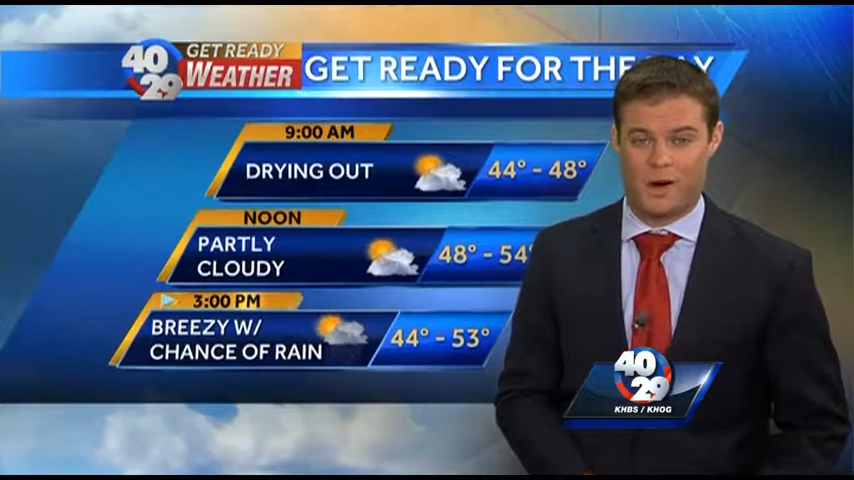 40
29
GET READY
WEATHER
GET READY FOR THE
9:00 AM
DRYING OUT
44° - 48°
NOON
PARTLY
CLOUDY
48° - 54°
3:00 PM
BREEZY W/
CHANCE OF RAIN
44° - 53°
40
29
KHBS / KHOG